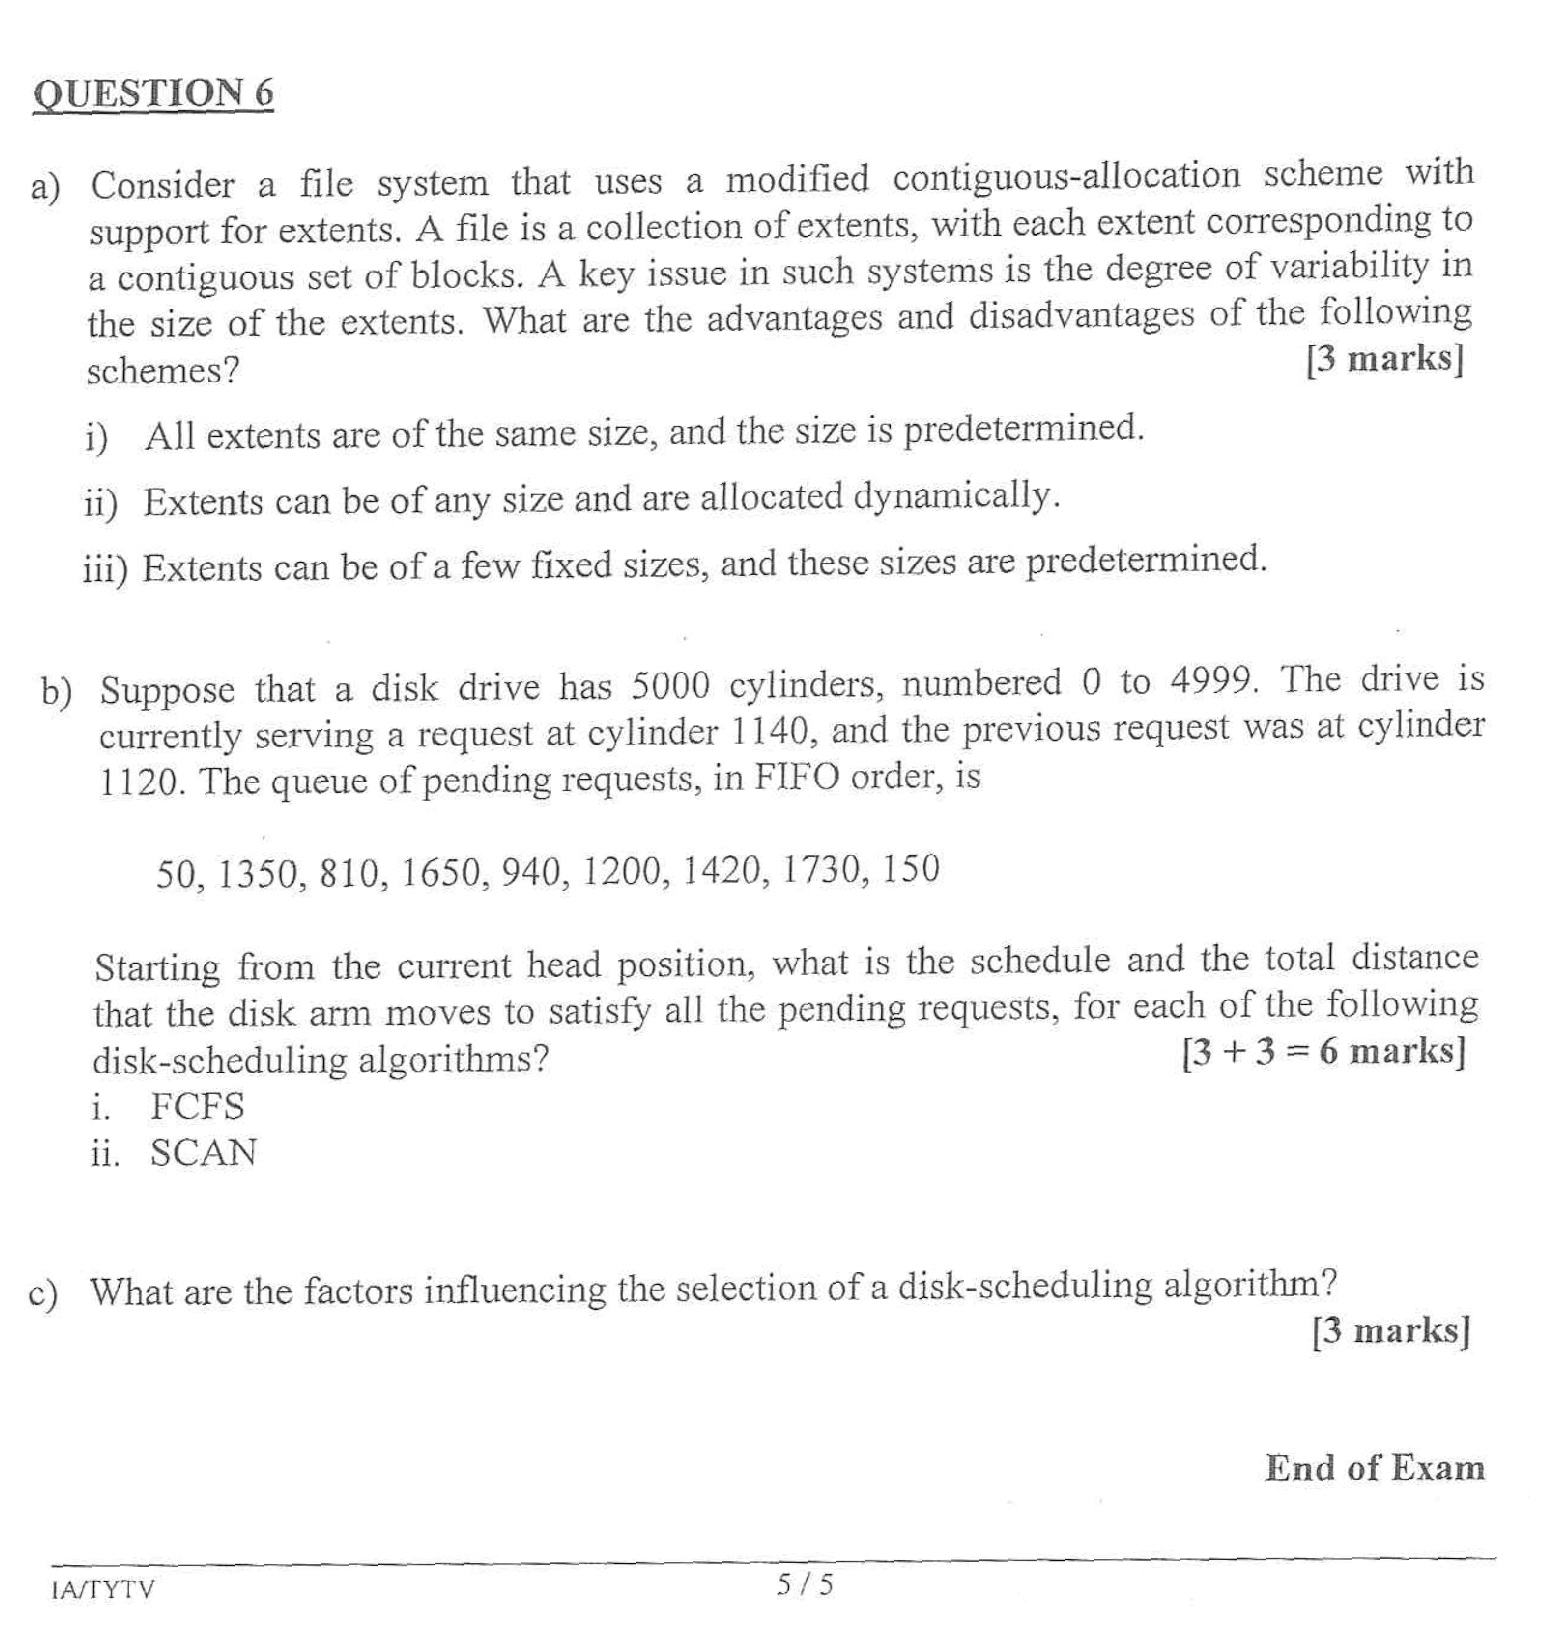 QUESTION 6
a) Consider a file system that uses a modified contiguous-allocation scheme with
support for extents. A file is a collection of extents, with each extent corresponding to
a contiguous set of blocks. A key issue in such systems is the degree of variability in
the size of the extents. What are the advantages and disadvantages of the following
schemes? [3 marks]
i) All extents are of the same size, and the size is predetermined.
ii) Extents can be of any size and are allocated dynamically.
iii) Extents can be of a few fixed sizes, and these sizes are predetermined.
b) Suppose that a disk drive has 5000 cylinders, numbered 0 to 4999. The drive is
currently serving a request at cylinder 1140, and the previous request was at cylinder
1120. The queue of pending requests, in FIFO order, is
50, 1350, 810, 1650, 940, 1200, 1420, 1730, 150
Starting from the current head position, what is the schedule and the total distance
that the disk arm moves to satisfy all the pending requests, for each of the following
disk-scheduling algorithms? [3 + 3 = 6 marks]
i. FCFS
ii. SCAN
c) What are the factors influencing the selection of a disk-scheduling algorithm?
[3 marks]
End of Exam
IA/TYTV 5 / 5